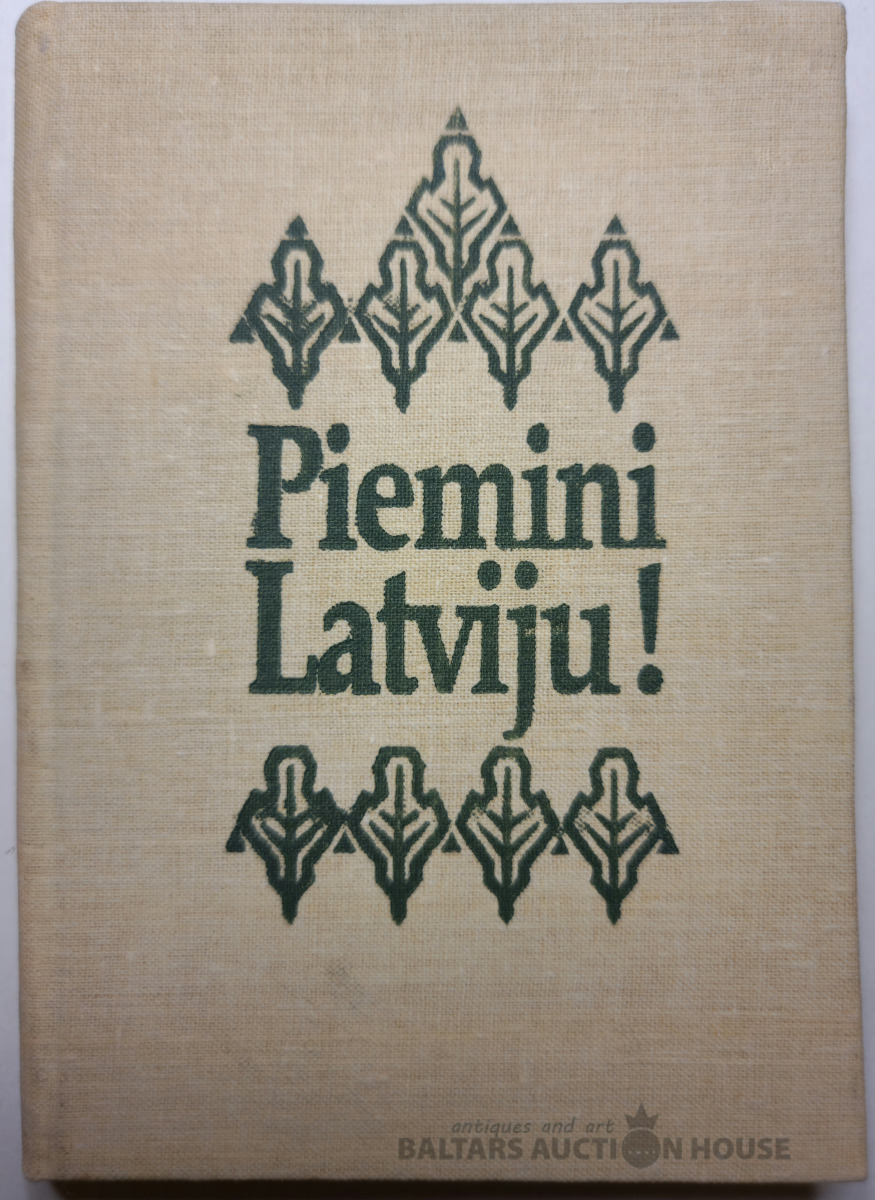 Piemini
Latviju!
antiques and art
BALTARS AUCTION HOUSE